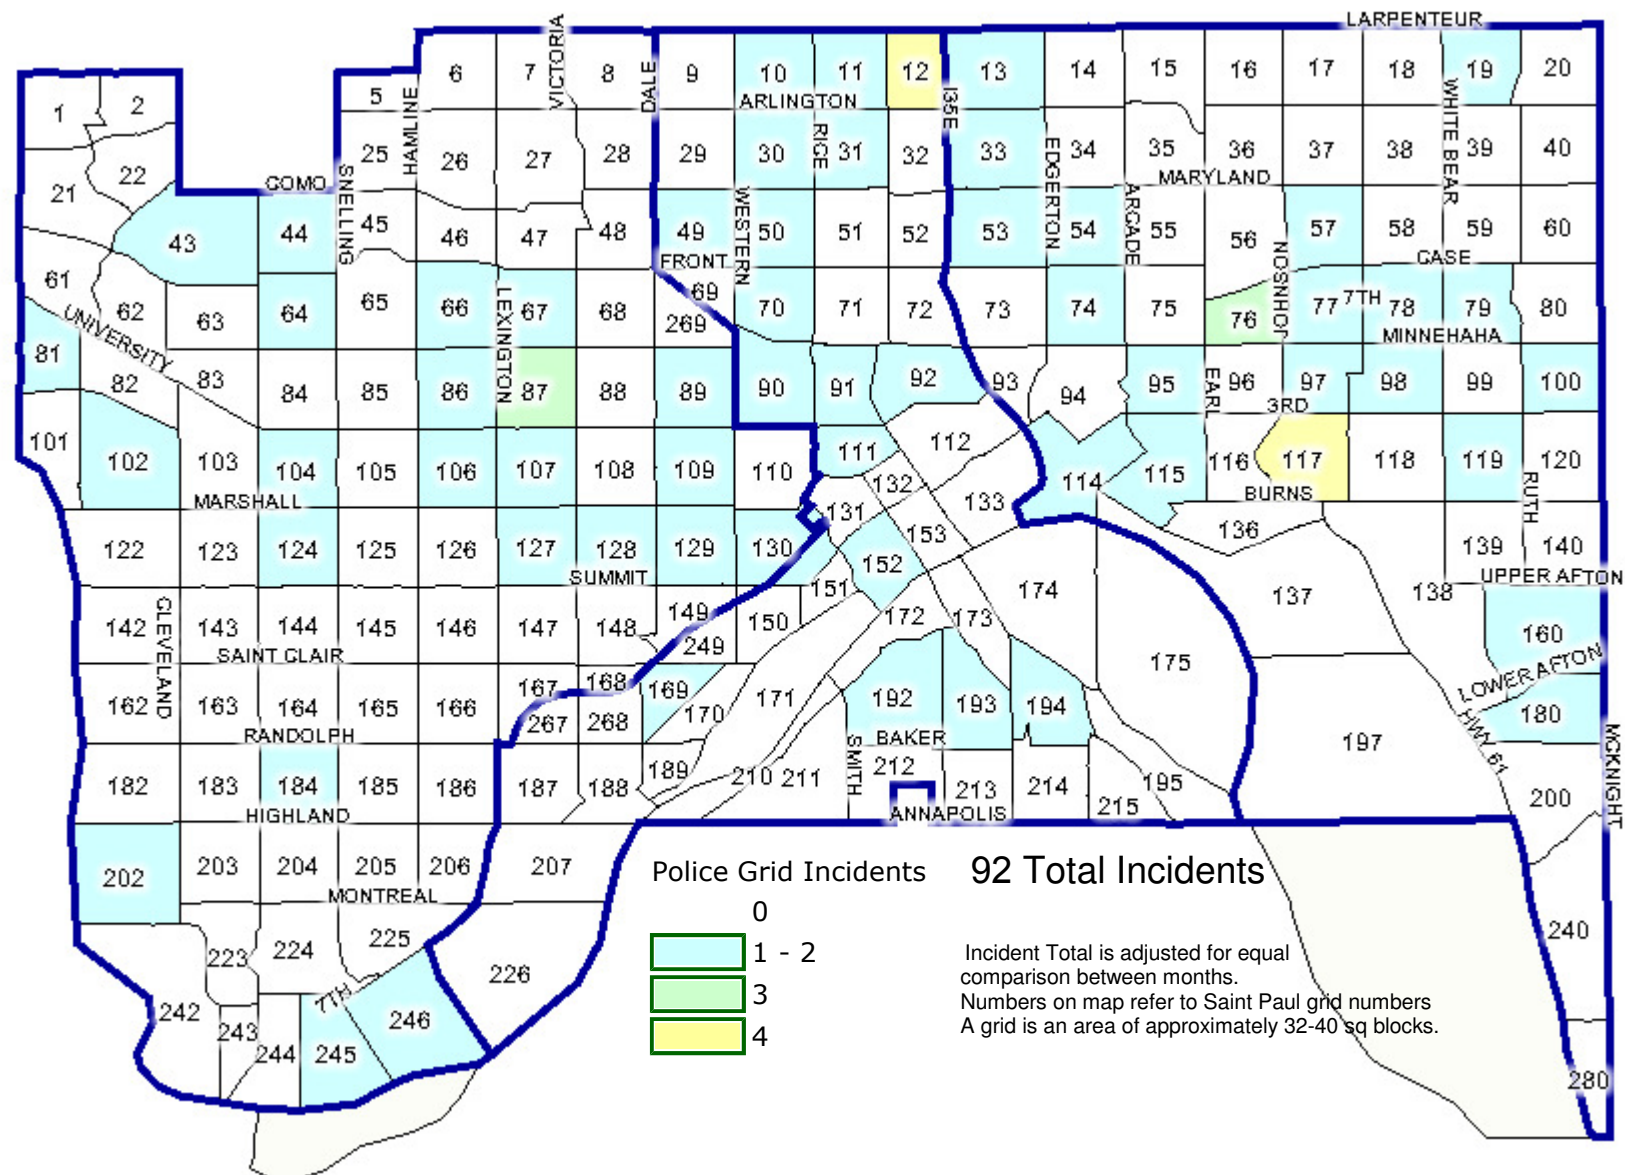 LARPENTEUR
VICTORIA
6 7 8 DALE 9 10 11 12 I35E 13 14 15 16 17 18 WHITE BEAR 19 20
1 2 5 HAMLINE
ARLINGTON
25 26 27 28 29 30 RICE 31 32 33 EDGERTON 34 35 36 37 38 39 40
MARYLAND
21 22 COMO SNELING
43 44 45 46 47 48 49 WESTERN 50 51 52 53 54 ARCADE 55 56 JOHNSON 57 58 59 60
FRONT CASE
61 62 63 64 65 66 LEXINGTON 67 68 69 269 70 71 72 73 74 75 76 77 7TH 78 79 80
UNIVERSITY MINNEHAHA
81 82 83 84 85 86 87 88 89 90 91 92 93 94 95 EARL 96 97 98 99 100
3RD
101 102 103 104 105 106 107 108 109 110 111 112 114 115 116 117 118 119 120
MARSHALL BURNS RUTH
131 132 133
122 123 124 125 126 127 128 129 130 151 152 153 136 139 140
SUMMIT UPPER AFTON
174 137 138
142 CLEVELAND 143 144 145 146 147 148 149 249 150 172 173 160
SAINT CLAIR 175 LOWER AFTON
162 163 164 165 166 167 267 168 268 169 170 171 192 193 194 197 HWY 61 180
RANDOLPH SMITH BAKER MCKNIGHT
182 183 184 185 186 187 188 189 210 211 212 213 214 215 195 200
HIGHLAND ANNAPOLIS
202 203 204 205 206 207
MONTREAL
223 224 225 226 240
242 243 244 7TH 245 246 280
Police Grid Incidents
0
1 - 2
3
4
92 Total Incidents
Incident Total is adjusted for equal
comparison between months.
Numbers on map refer to Saint Paul grid numbers
A grid is an area of approximately 32-40 sq blocks.